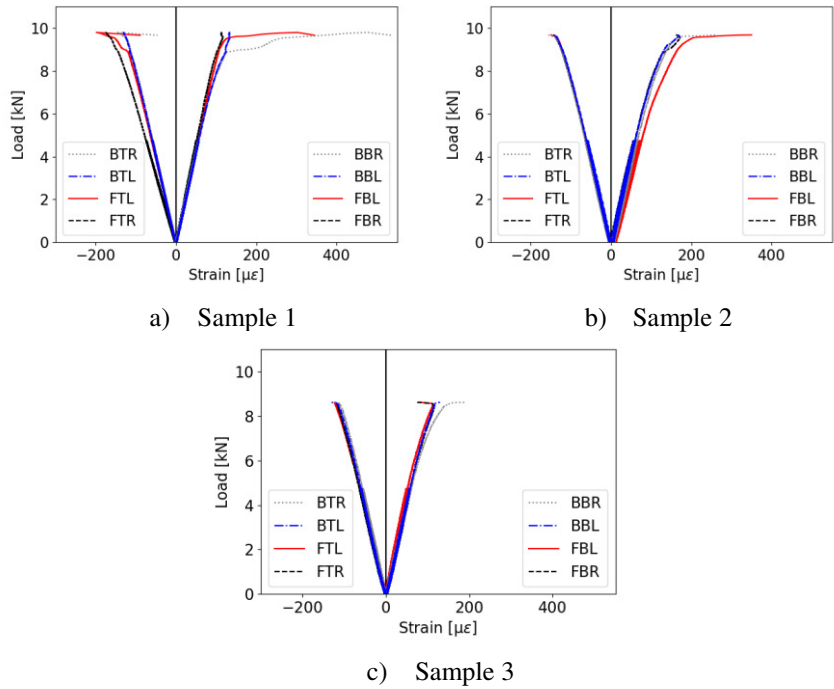 10
8
6
4
2
0
Load [kN]
BTR
BTL
FTL
FTR
BBR
BBL
FBL
FBR
−200 0 200 400
Strain [με]
a) Sample 1
10
8
6
4
2
0
Load [kN]
BTR
BTL
FTL
FTR
BBR
BBL
FBL
FBR
−200 0 200 400
Strain [με]
b) Sample 2
10
8
6
4
2
0
Load [kN]
BTR
BTL
FTL
FTR
BBR
BBL
FBL
FBR
−200 0 200 400
Strain [με]
c) Sample 3